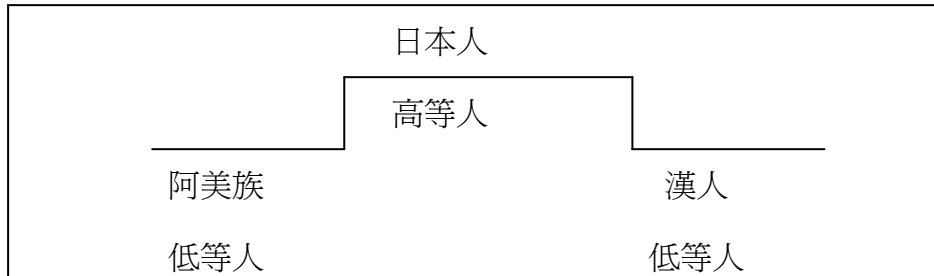 日本人
高等人
阿美族 漢人
低等人 低等人